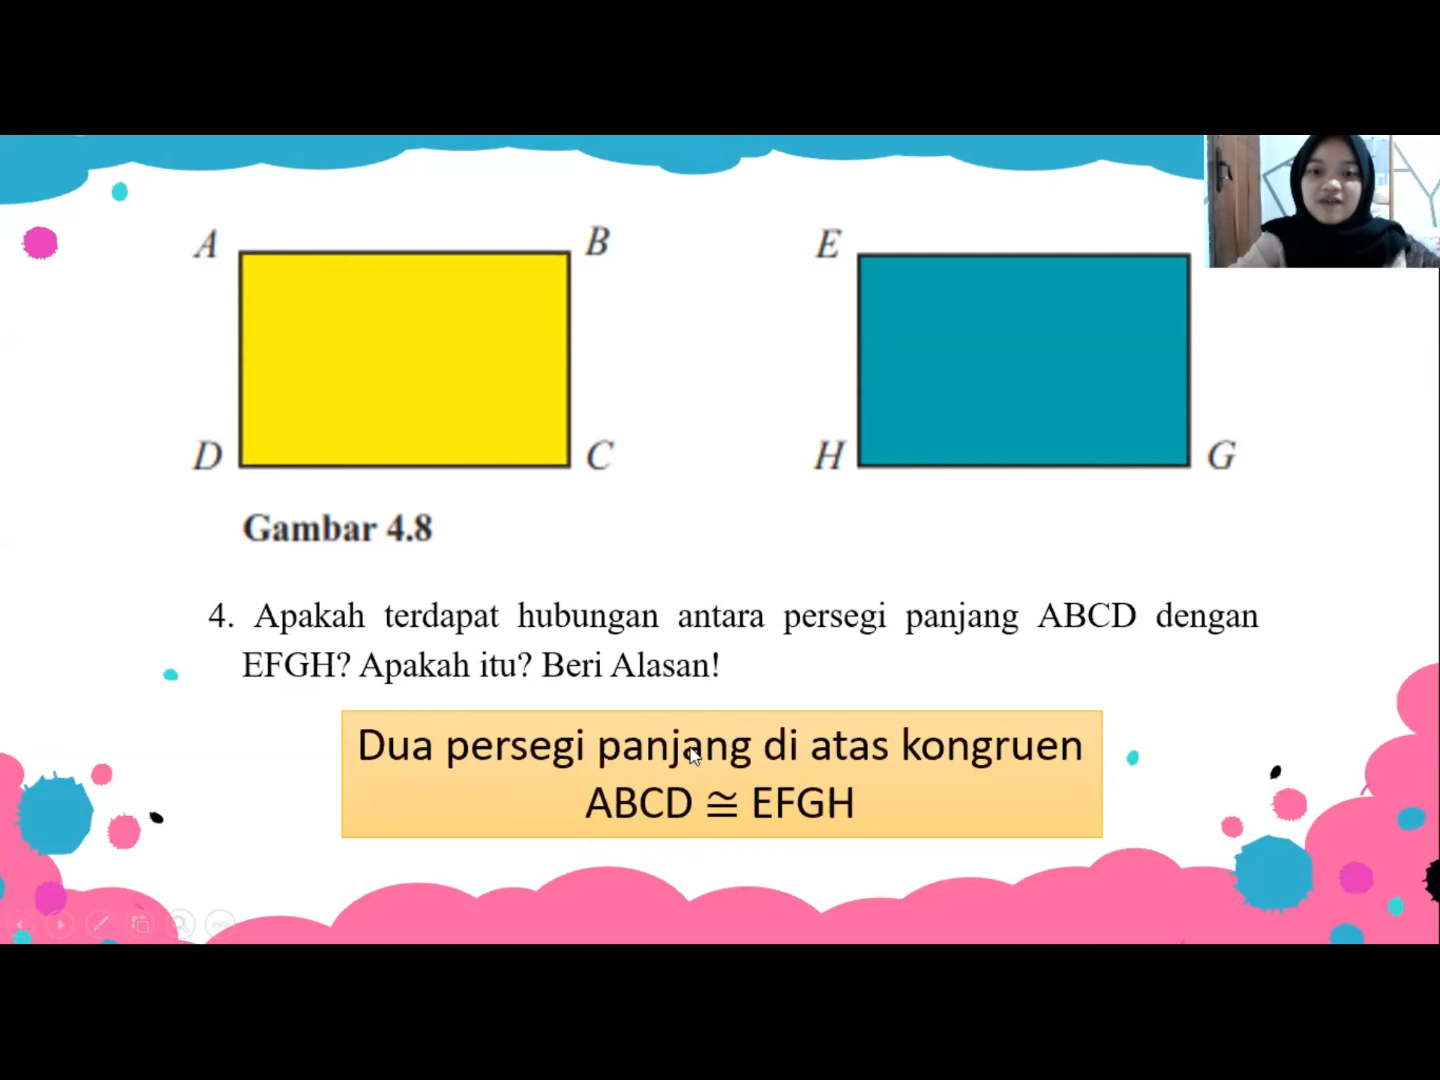 A B E
D C H G
Gambar 4.8
4. Apakah terdapat hubungan antara persegi panjang ABCD dengan
EFGH? Apakah itu? Beri Alasan!
Dua persegi panjang di atas kongruen
ABCD ≅ EFGH